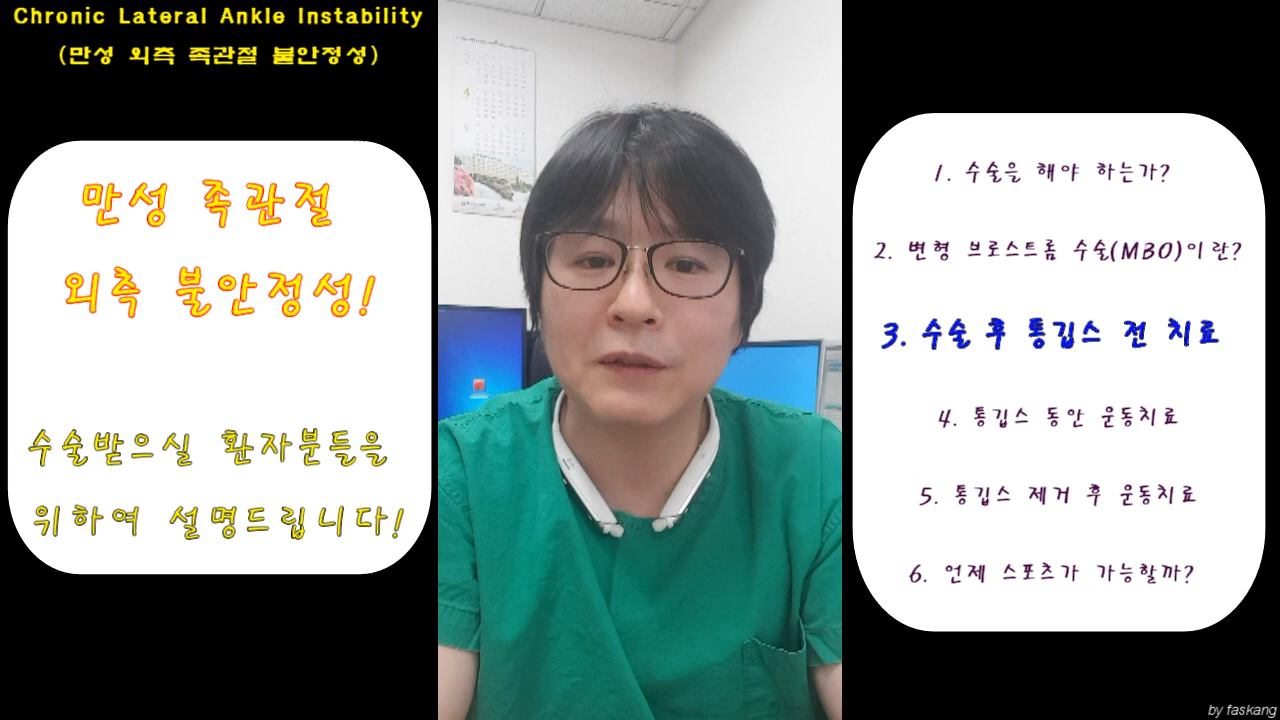 Chronic Lateral Ankle Instability
(만성 외측 족관절 불안정성)
만성 족관절
외측 불안정성!
수술받으실 환자분들을
위하여 설명드립니다!
1. 수술을 해야 하는가?
2. 변형 브로스트롬 수술(MBO)이란?
3. 수술 후 통깁스 전 치료
4. 통깁스 동안 운동치료
5. 통깁스 제거 후 운동치료
6. 언제 스포츠가 가능할까?
by faskang